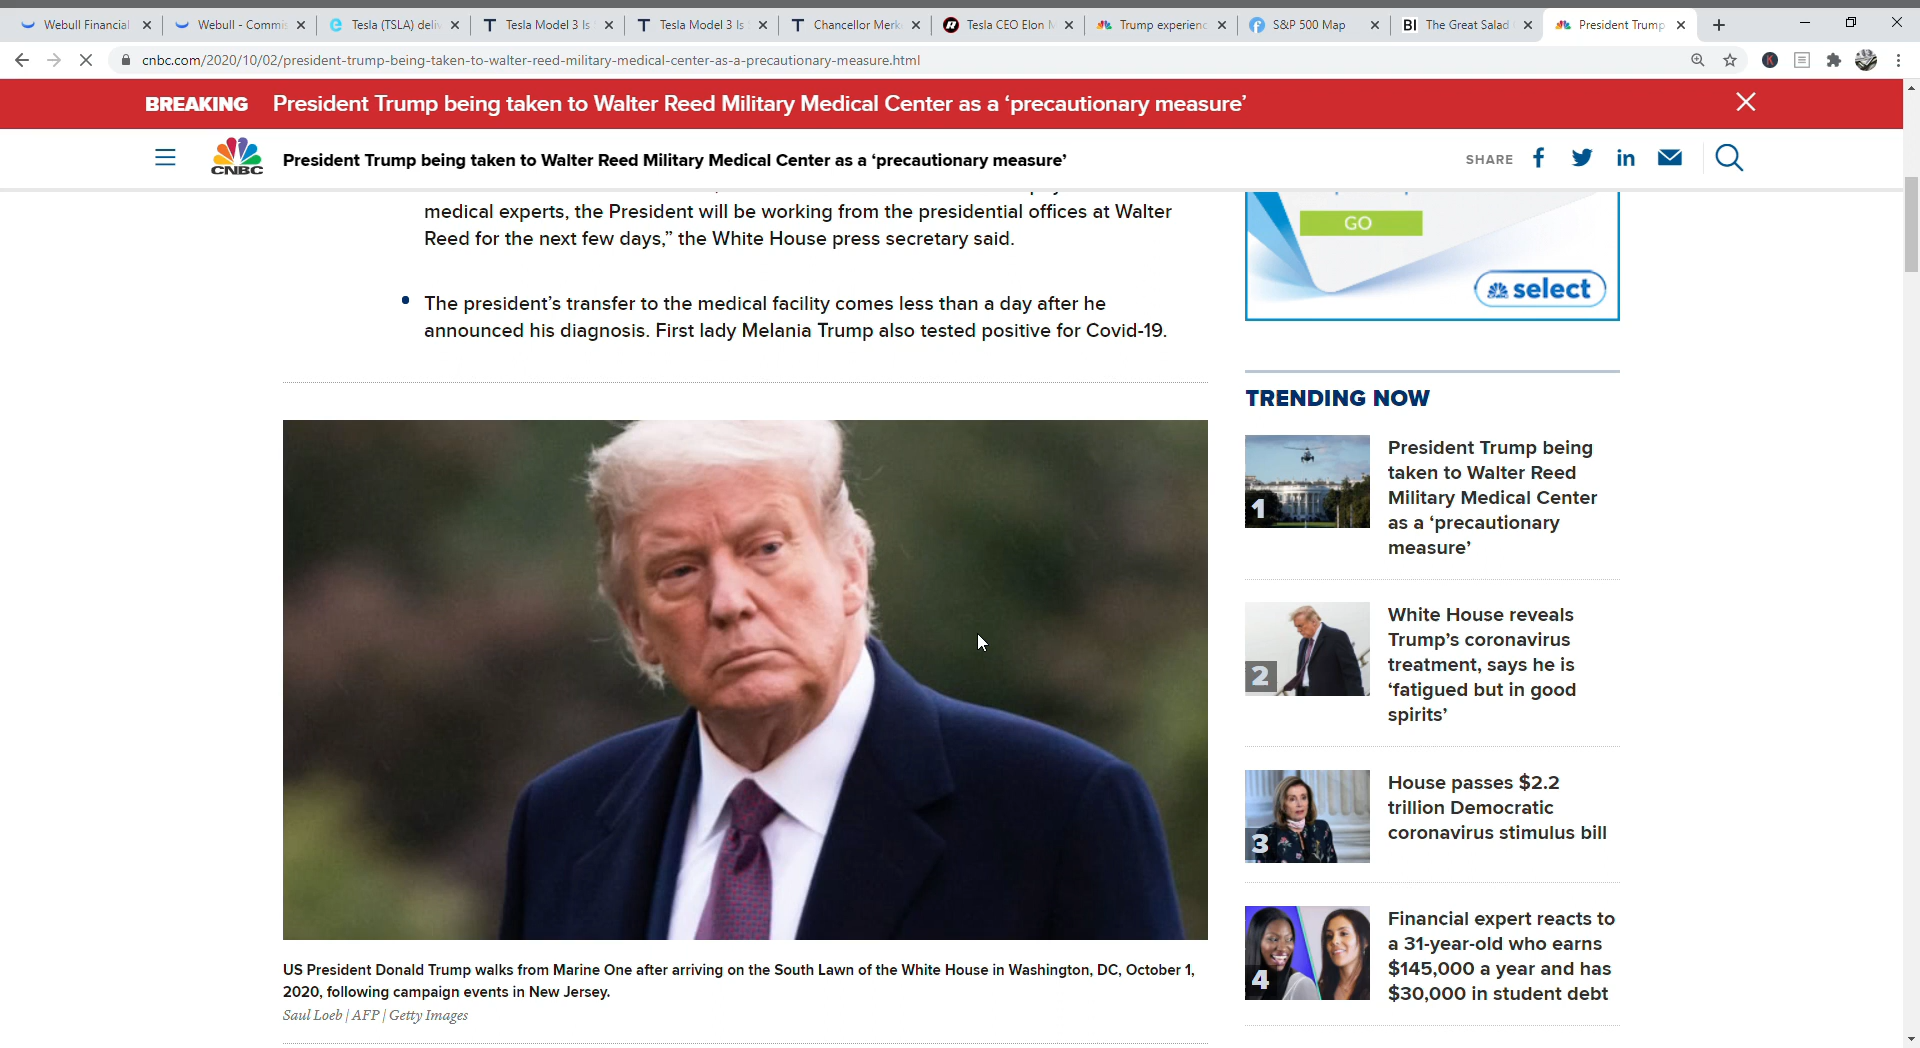 Webull Financial
Webull - Commis
Tesla (TSLA) deliv
Tesla Model 3 Is
Tesla Model 3 Is
Chancellor Merk
Tesla CEO Elon M
Trump experienc
S&P 500 Map
BI The Great Salad
President Trump
cnbc.com/2020/10/02/president-trump-being-taken-to-walter-reed-military-medical-center-as-a-precautionary-measure.html
K
BREAKING President Trump being taken to Walter Reed Military Medical Center as a ‘precautionary measure’
CNBC
President Trump being taken to Walter Reed Military Medical Center as a ‘precautionary measure’
SHARE
medical experts, the President will be working from the presidential offices at Walter
Reed for the next few days,” the White House press secretary said.
The president’s transfer to the medical facility comes less than a day after he
announced his diagnosis. First lady Melania Trump also tested positive for Covid-19.
US President Donald Trump walks from Marine One after arriving on the South Lawn of the White House in Washington, DC, October 1,
2020, following campaign events in New Jersey.
Saul Loeb | AFP | Getty Images
GO
select
TRENDING NOW
1
President Trump being
taken to Walter Reed
Military Medical Center
as a ‘precautionary
measure’
2
White House reveals
Trump’s coronavirus
treatment, says he is
‘fatigued but in good
spirits’
3
House passes $2.2
trillion Democratic
coronavirus stimulus bill
4
Financial expert reacts to
a 31-year-old who earns
$145,000 a year and has
$30,000 in student debt